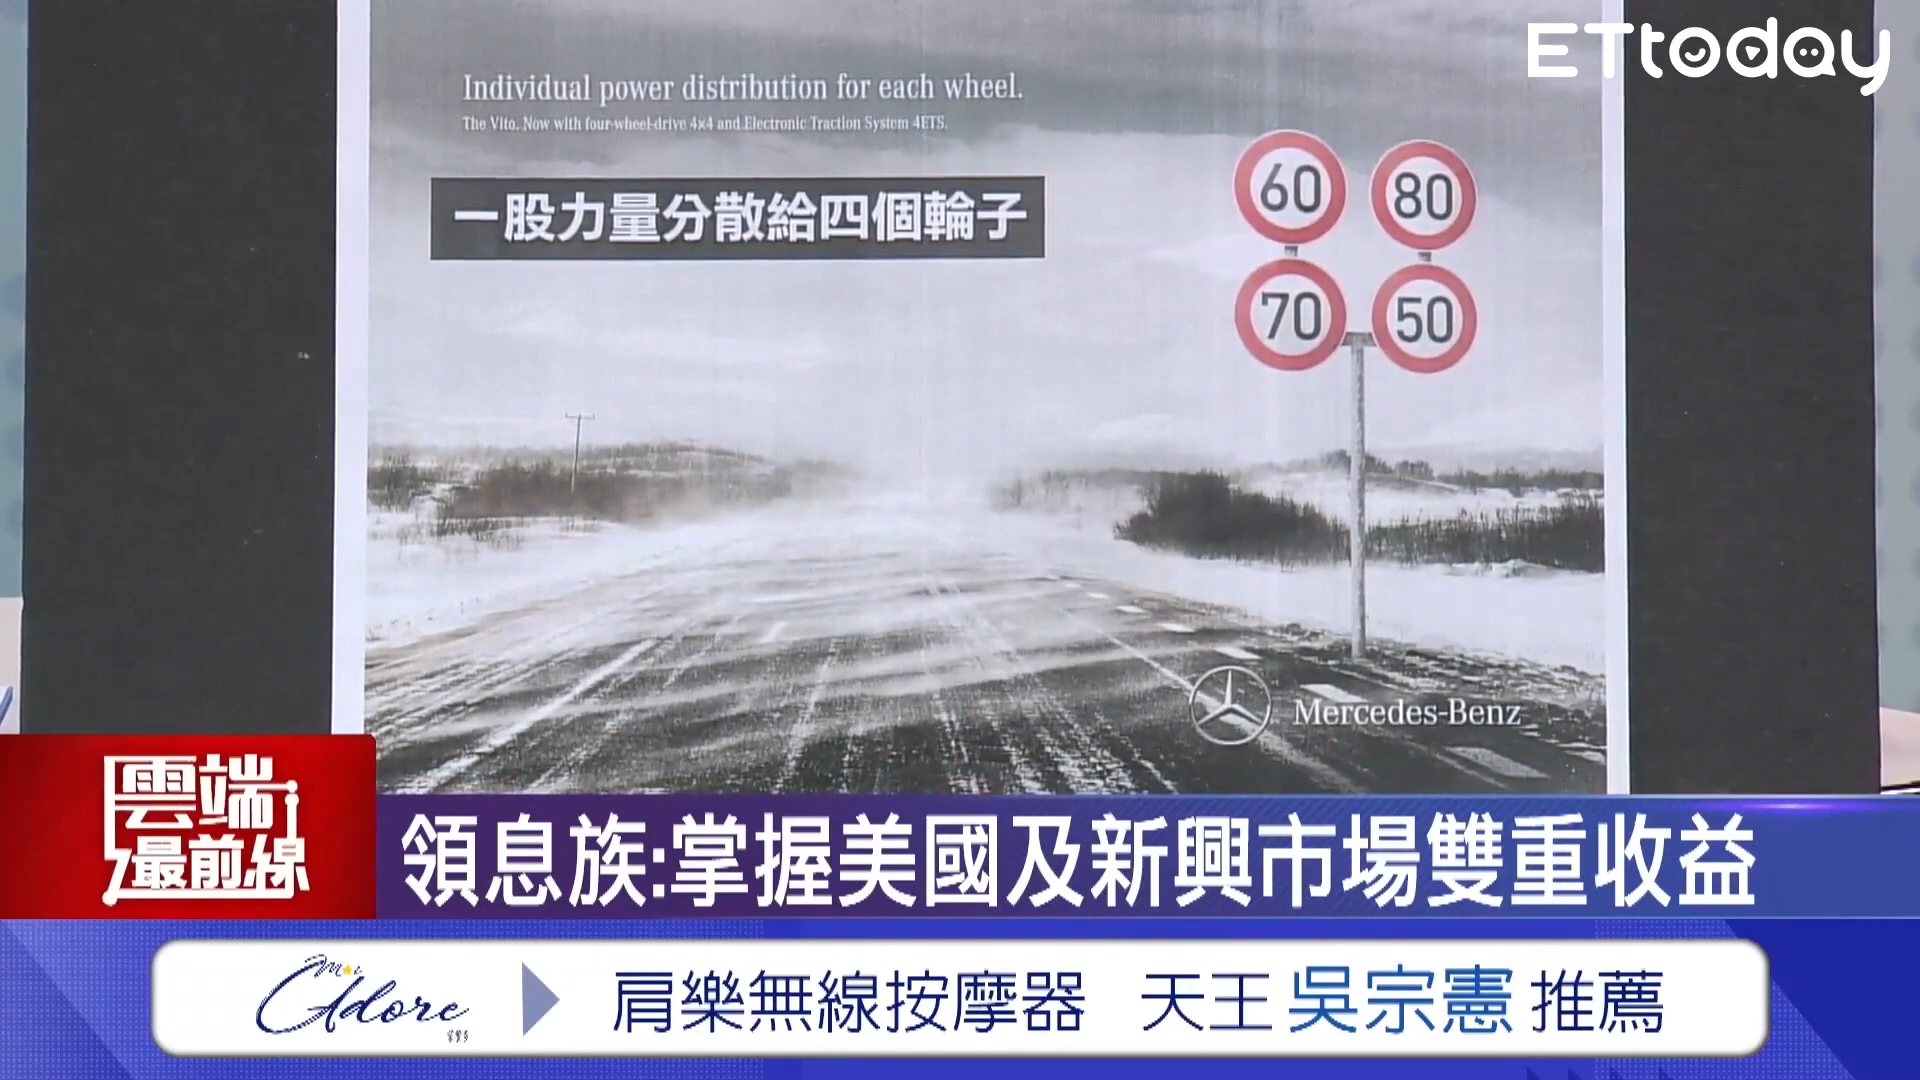 ETtoday
Individual power distribution for each wheel.
The Vito. Now with four-wheel-drive 4×4 and Electronic Traction System 4ETS.
一股力量分散給四個輪子
60
80
70
50
Mercedes-Benz
雲端
最前線
領息族:掌握美國及新興市場雙重收益
Mai
Adore
肩樂無線按摩器 天王吳宗憲推薦